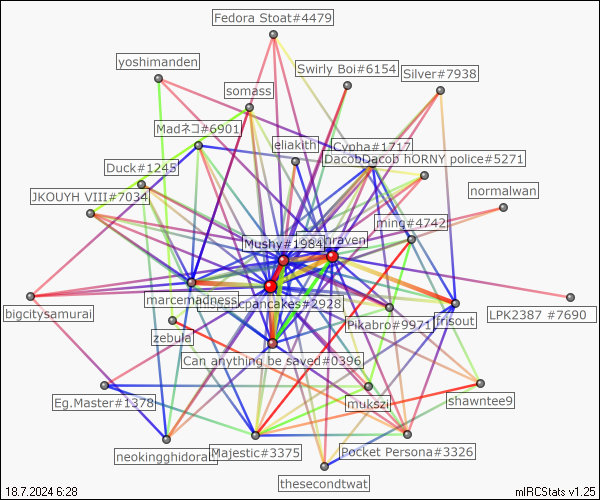 Fedora Stoat#4479
yoshimanden
Swirly Boi#6154
Silver#7938
somass
Madネコ#6901
eliakith
Cypha#1717
DacobDacob hORNY police#5271
Duck#1245
JKOUYH VIII#7034
normalwan
ming#4742
Mushy#1984
marcemadness
bigcitysamurai
LPK2387 #7690
Pikabro#9971
frisout
zebula
Can anything be saved#0396
Eg.Master#1378
mukszi
shawntee9
neokingghidorah
Majestic#3375
Pocket Persona#3326
thesecondtwat
18.7.2024 6:28
mIRCStats v1.25